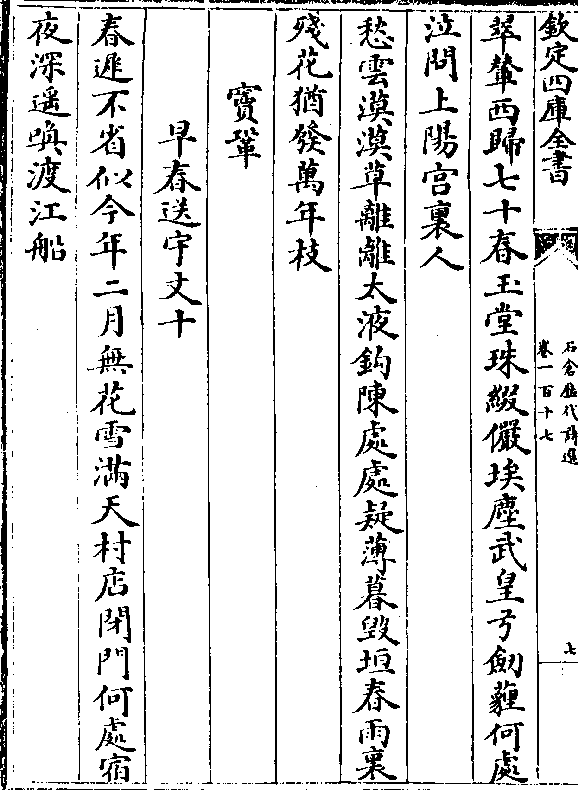 欽定四庫全書
石倉歷代詩選
卷一百十七
七
翠輦西歸七十春玉堂珠綴儼埃塵武皇弓劔薶何處
泣問上陽宫裏人
愁雲漠漠草離離太液鈎陳處處疑薄暮毁垣春雨裏
殘花猶發萬年枝
竇鞏
早春送宇文十
春遲不省似今年二月無花雪滿天村店閉門何處宿
夜深遥喚渡江船